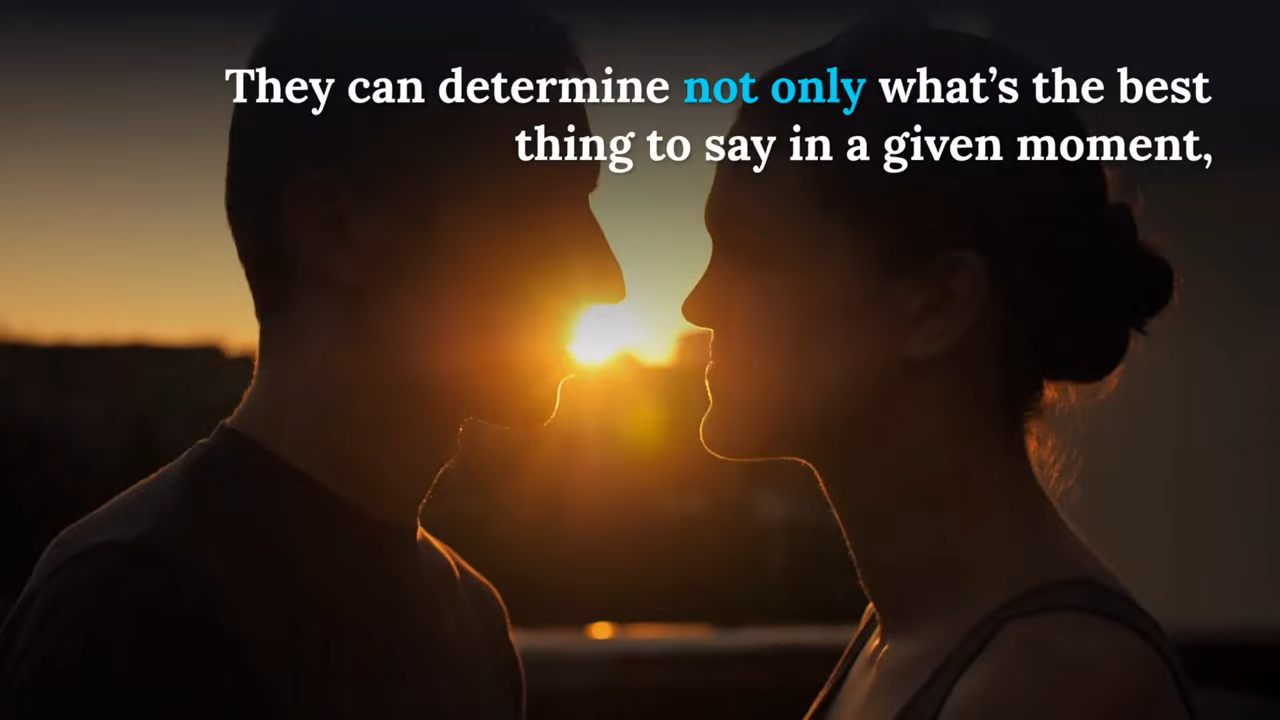 They can determine not only what’s the best
thing to say in a given moment,